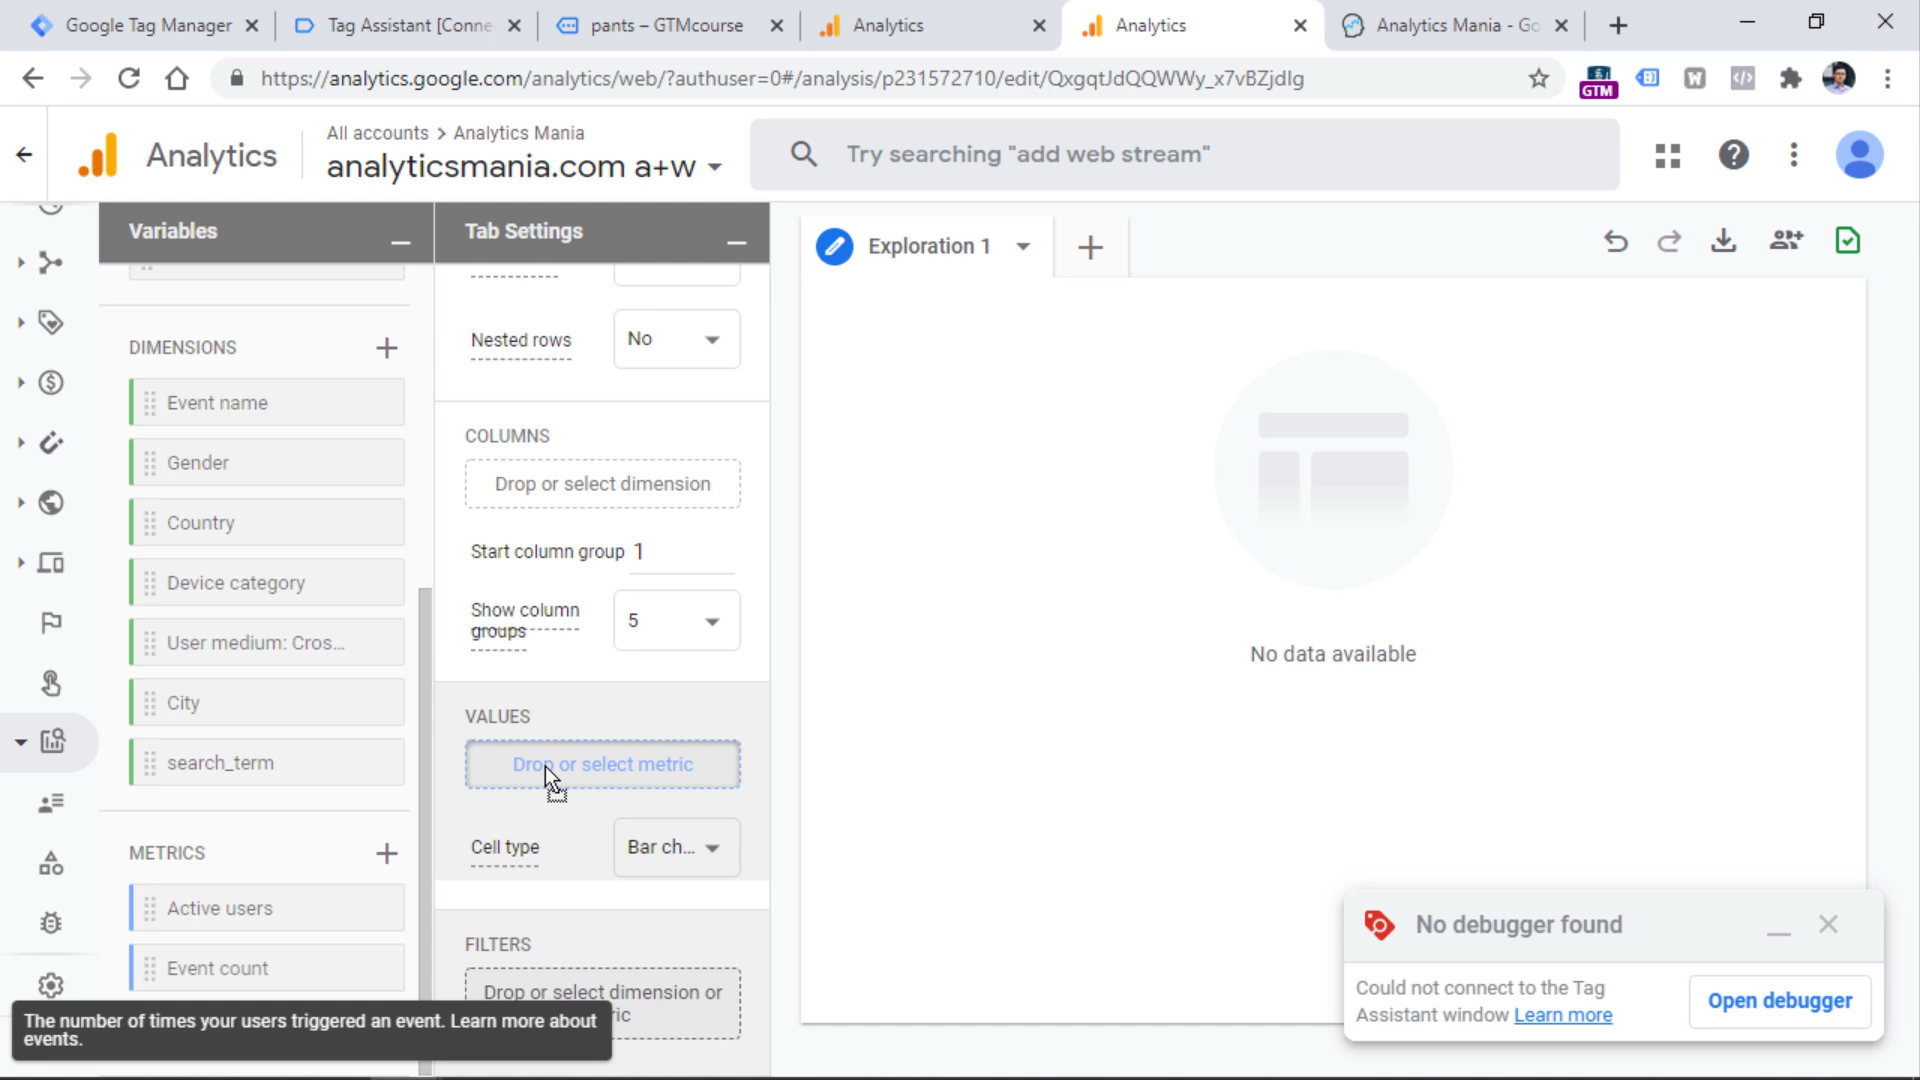 Google Tag Manager
Tag Assistant [Conne
pants – GTMcourse
Analytics
Analytics
Analytics Mania - Go
https://analytics.google.com/analytics/web/?authuser=0#/analysis/p231572710/edit/QxgqtJdQQWWy_x7vBZjdIg
GTM
W
Analytics
All accounts > Analytics Mania
analyticsmania.com a+w
Try searching "add web stream"
Variables
DIMENSIONS
Event name
Gender
Country
Device category
User medium: Cros...
City
search_term
METRICS
Active users
Event count
The number of times your users triggered an event. Learn more about
events.
Tab Settings
Nested rows
No
COLUMNS
Drop or select dimension
Start column group 1
Show column
groups
5
VALUES
Drop or select metric
Cell type
Bar ch...
FILTERS
Drop or select dimension or
ric
Exploration 1
No data available
No debugger found
Could not connect to the Tag
Assistant window Learn more
Open debugger